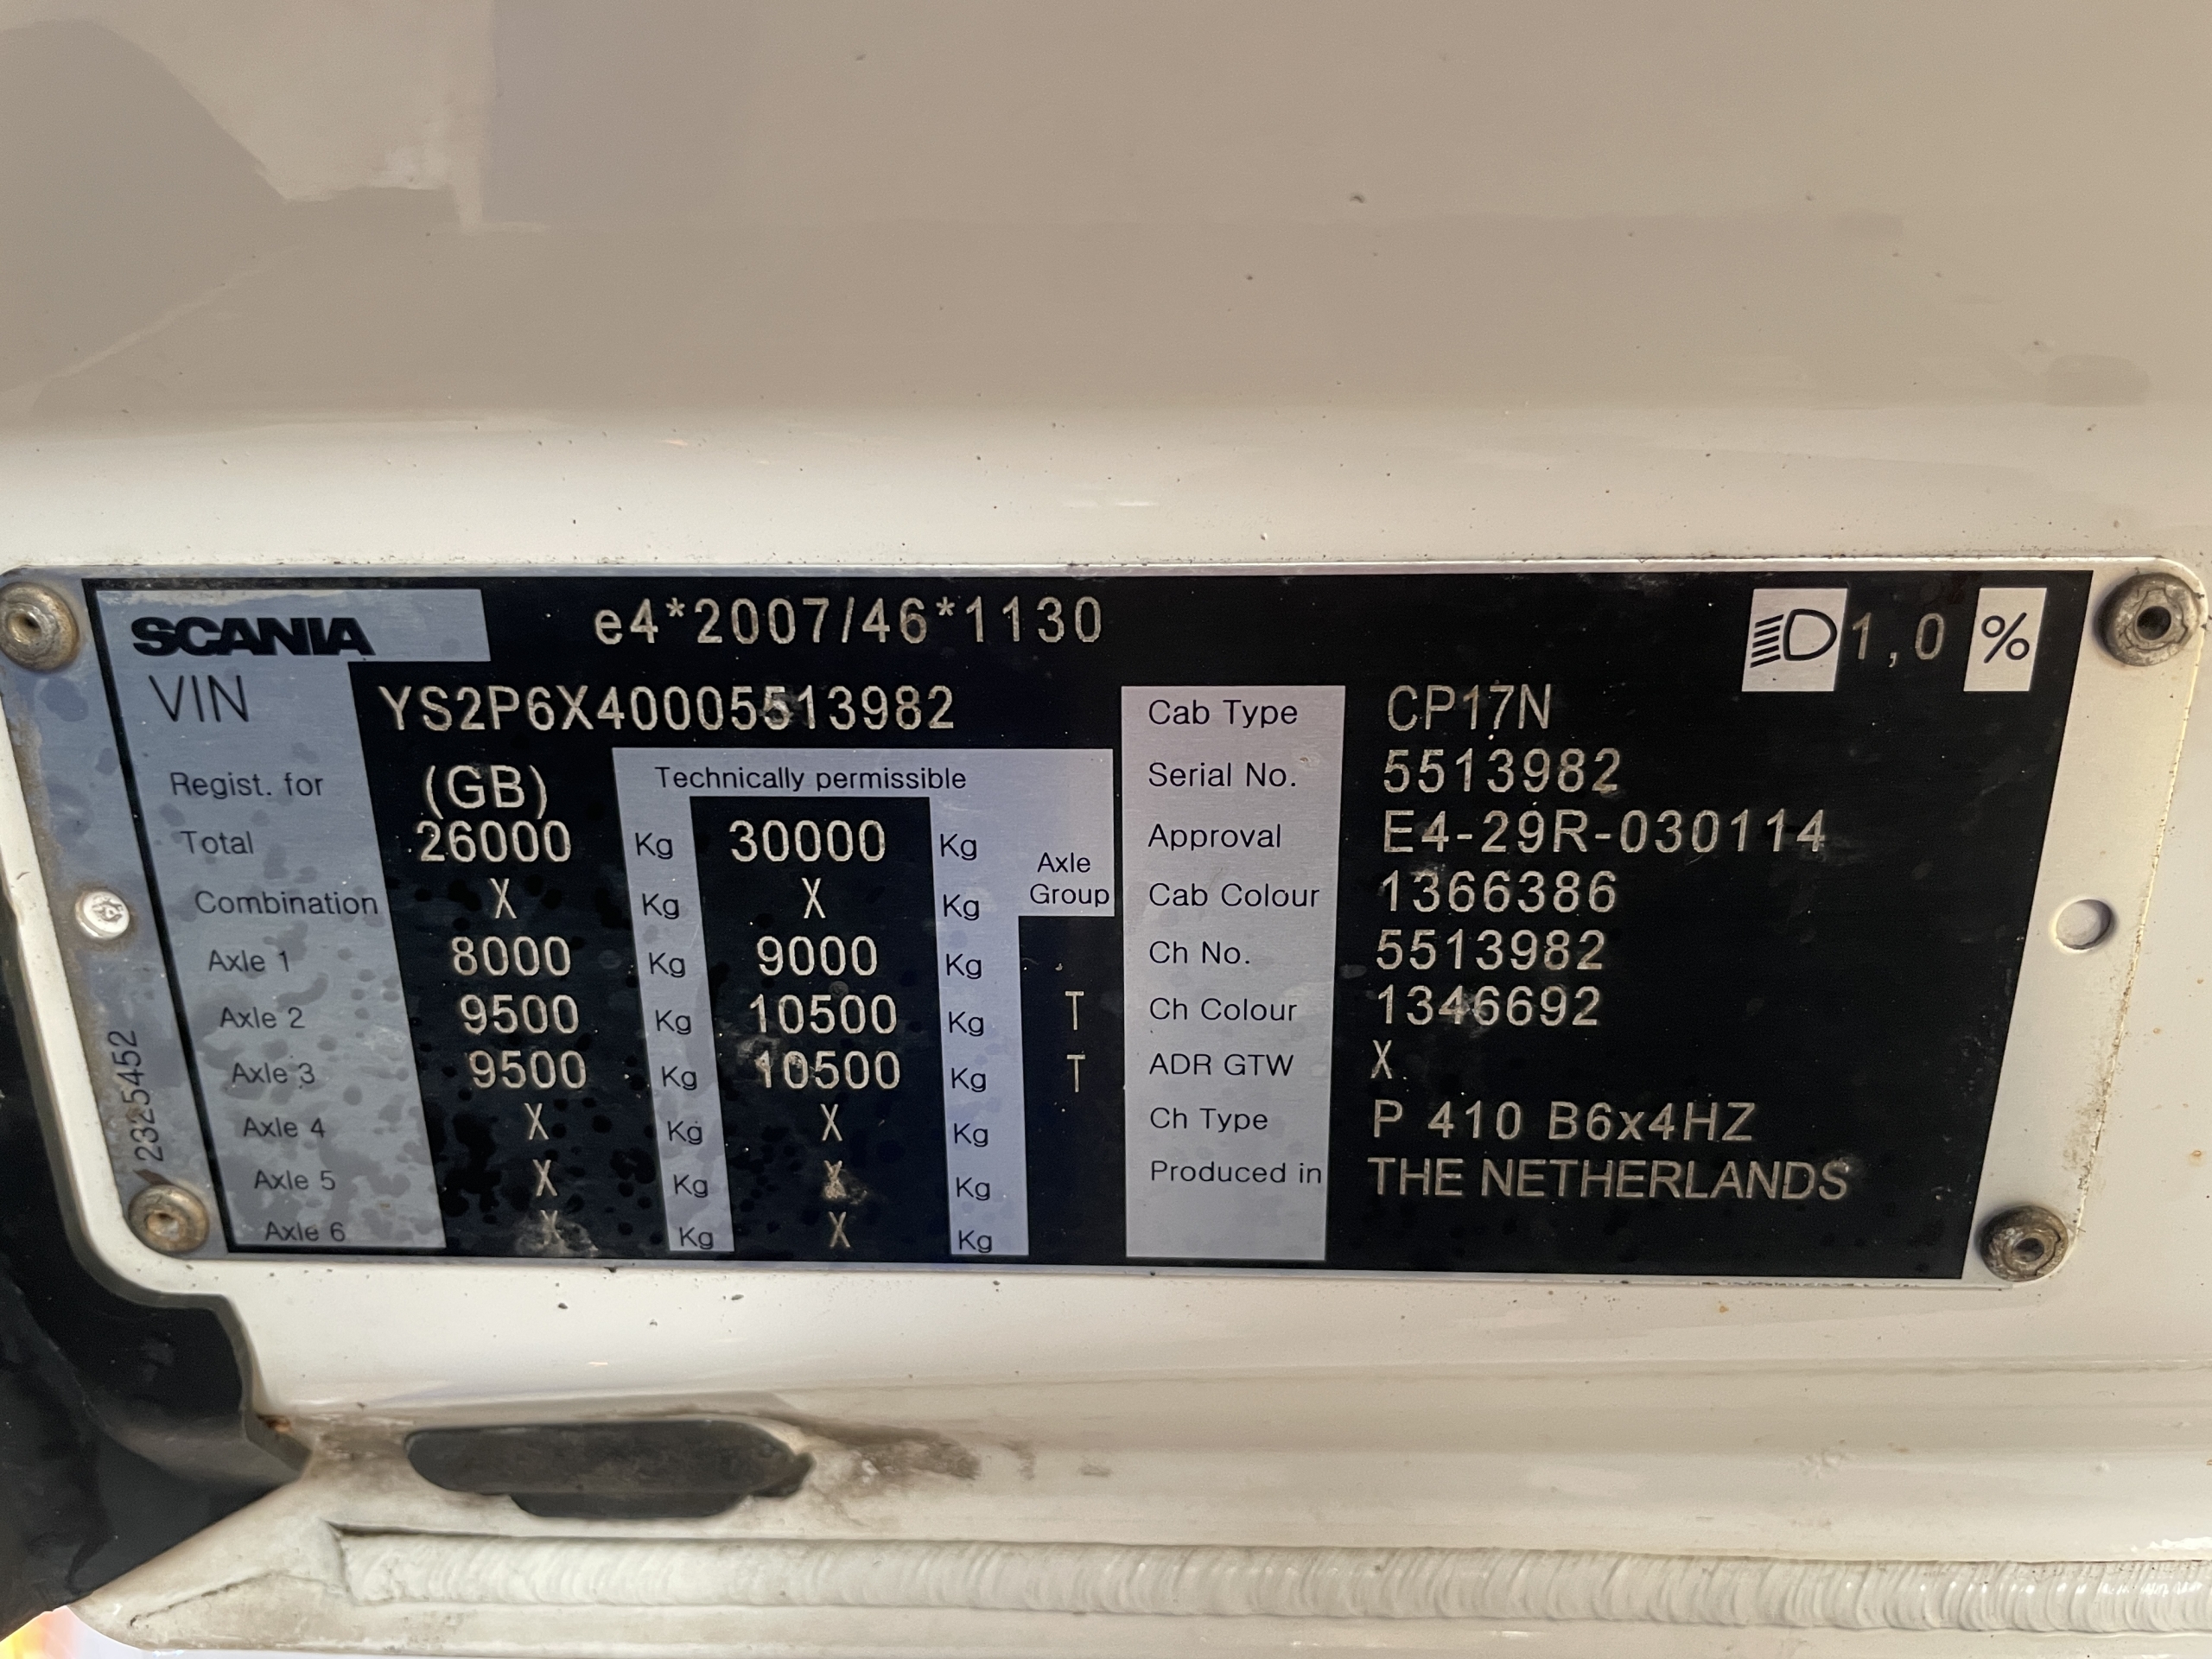 SCANIA e4*2007/46*1130 1,0 %
VIN YS2P6X40005513982
Regist. for (GB) Technically permissible
Total 26000 Kg 30000 Kg
Axle Group
Combination X Kg X Kg
Axle 1 8000 Kg 9000 Kg
Axle 2 9500 Kg 10500 Kg T
Axle 3 9500 Kg 10500 Kg T
Axle 4 X Kg X Kg
Axle 5 X Kg X Kg
Axle 6 X Kg X Kg
Cab Type CP17N
Serial No. 5513982
Approval E4-29R-030114
Cab Colour 1366386
Ch No. 5513982
Ch Colour 1346692
ADR GTW X
Ch Type P 410 B6x4HZ
Produced in THE NETHERLANDS
2325452